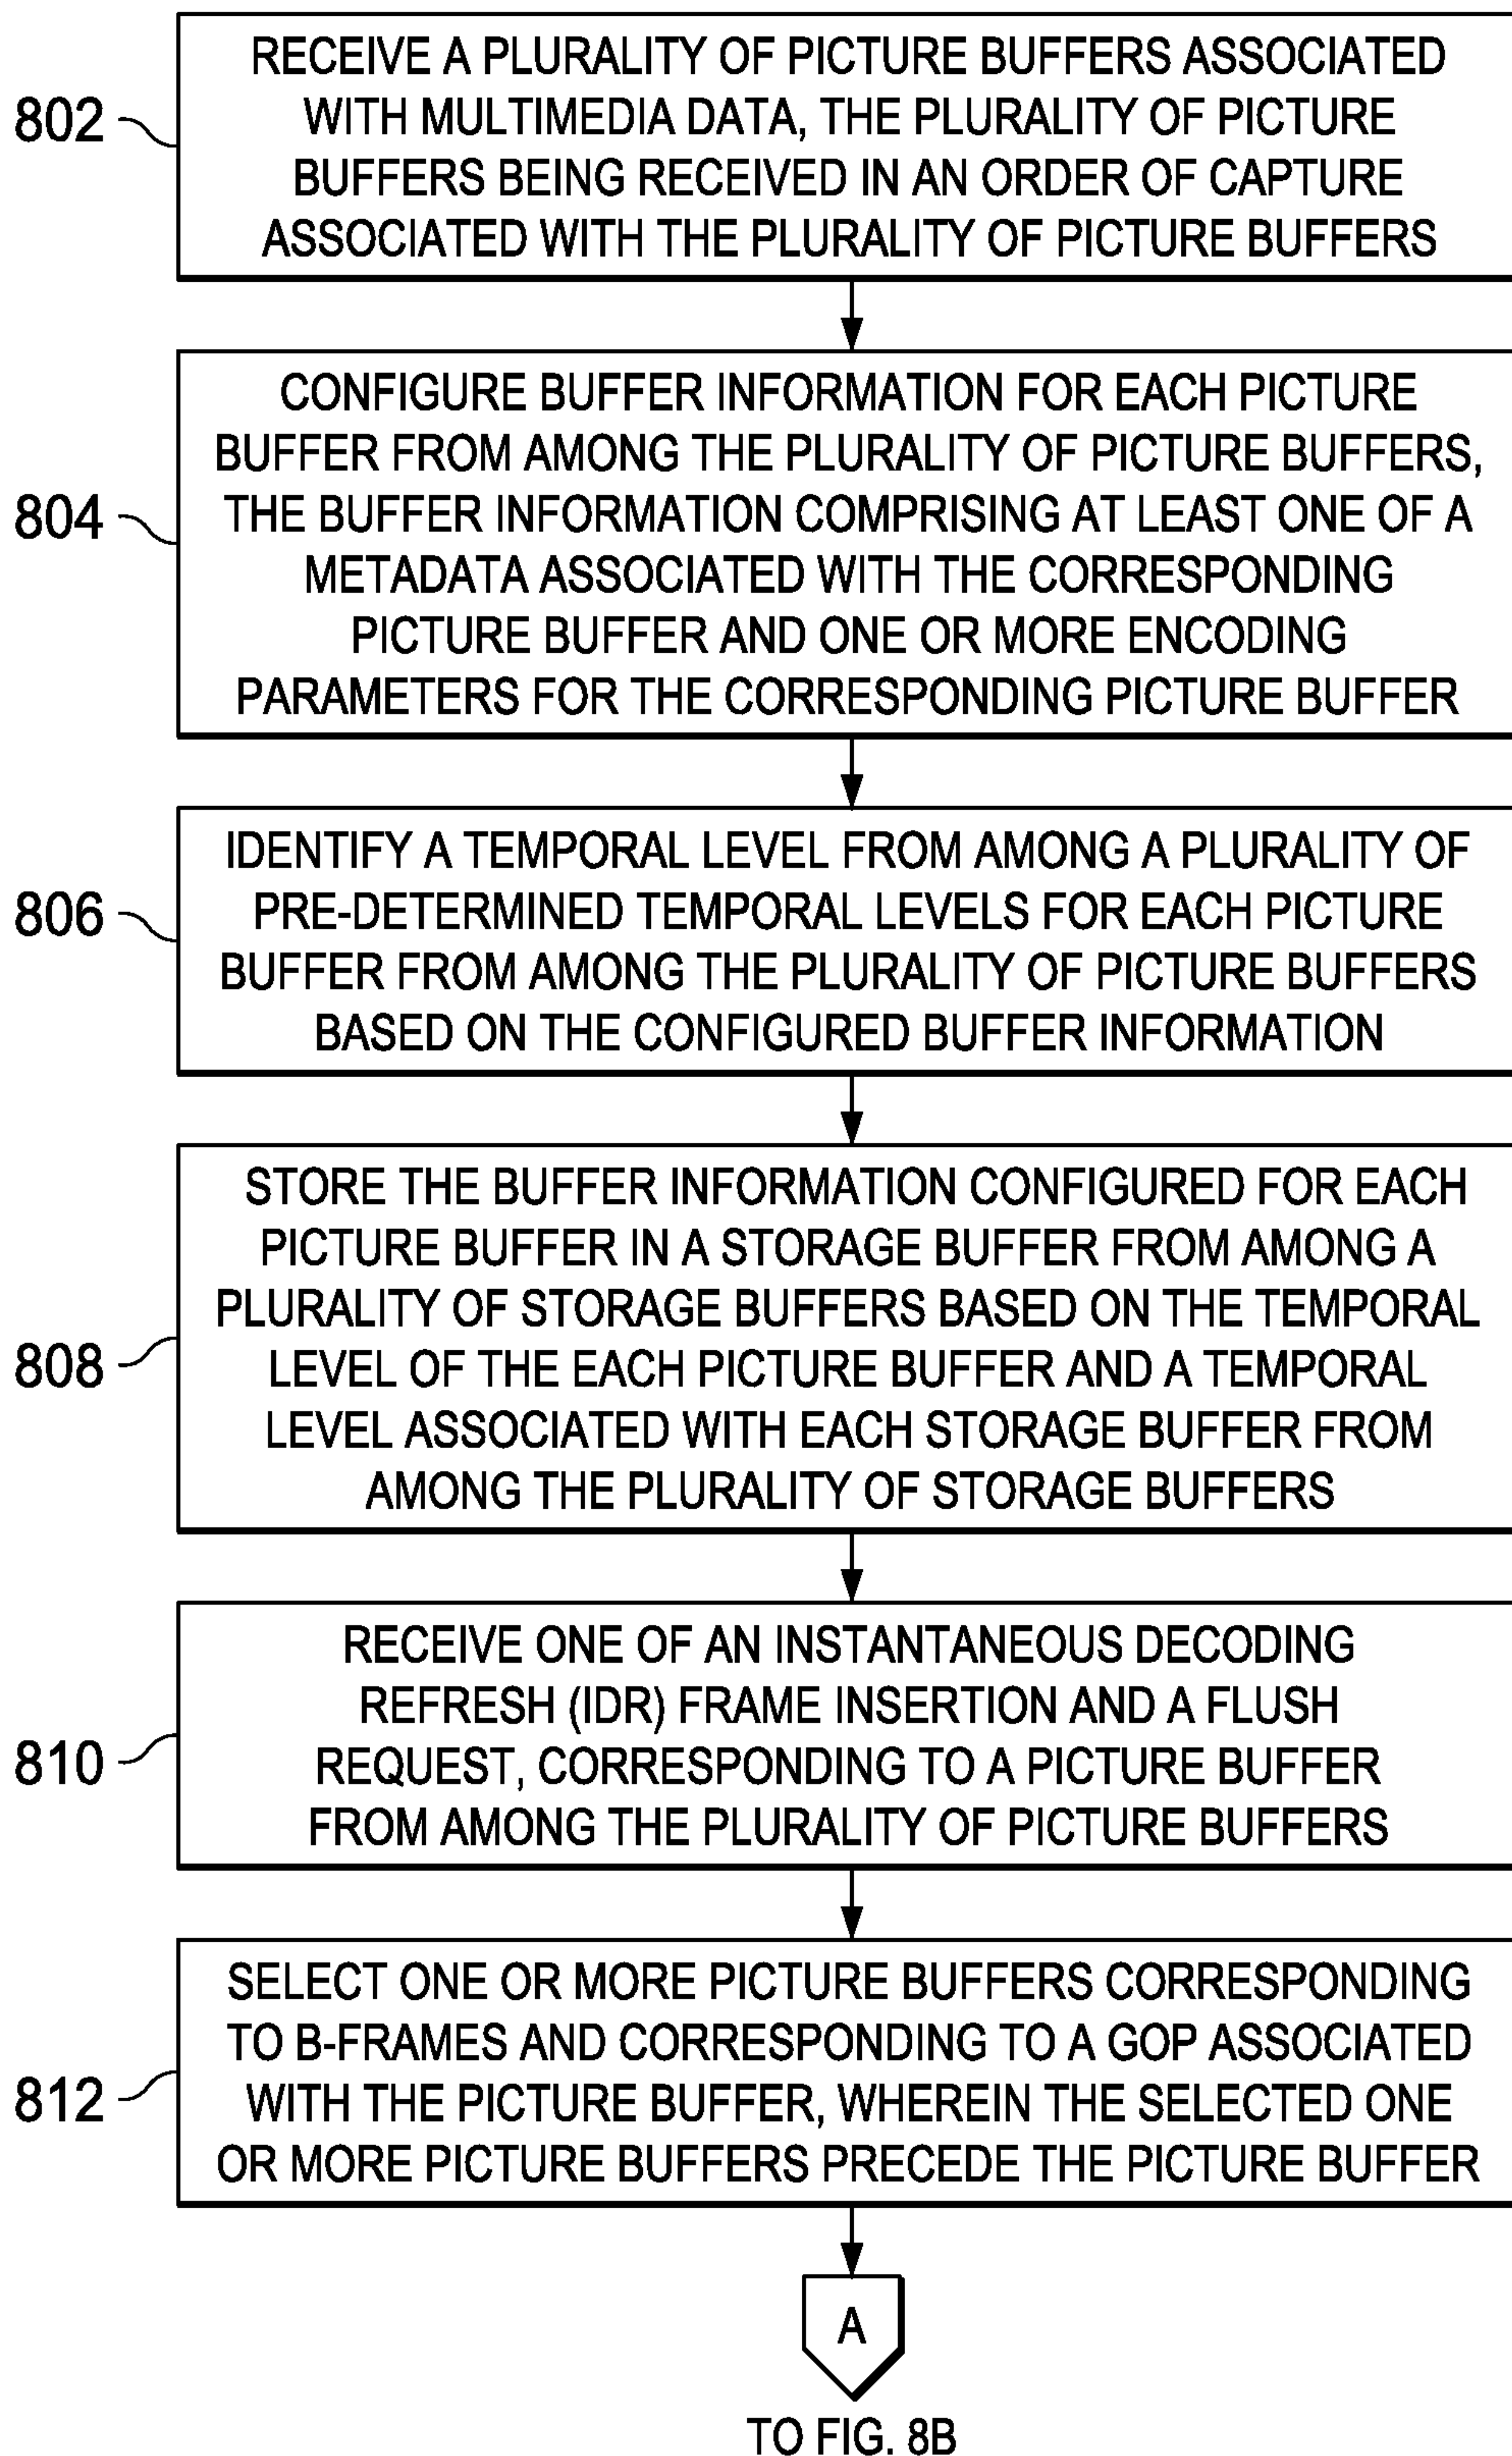 RECEIVE A PLURALITY OF PICTURE BUFFERS ASSOCIATED
802
WITH MULTIMEDIA DATA, THE PLURALITY OF PICTURE
BUFFERS BEING RECEIVED IN AN ORDER OF CAPTURE
ASSOCIATED WITH THE PLURALITY OF PICTURE BUFFERS
CONFIGURE BUFFER INFORMATION FOR EACH PICTURE
BUFFER FROM AMONG THE PLURALITY OF PICTURE BUFFERS,
804
THE BUFFER INFORMATION COMPRISING AT LEAST ONE OF A
METADATA ASSOCIATED WITH THE CORRESPONDING
PICTURE BUFFER AND ONE OR MORE ENCODING
PARAMETERS FOR THE CORRESPONDING PICTURE BUFFER
IDENTIFY A TEMPORAL LEVEL FROM AMONG A PLURALITY OF
806
PRE-DETERMINED TEMPORAL LEVELS FOR EACH PICTURE
BUFFER FROM AMONG THE PLURALITY OF PICTURE BUFFERS
BASED ON THE CONFIGURED BUFFER INFORMATION
STORE THE BUFFER INFORMATION CONFIGURED FOR EACH
PICTURE BUFFER IN A STORAGE BUFFER FROM AMONG A
PLURALITY OF STORAGE BUFFERS BASED ON THE TEMPORAL
808
LEVEL OF THE EACH PICTURE BUFFER AND A TEMPORAL
LEVEL ASSOCIATED WITH EACH STORAGE BUFFER FROM
AMONG THE PLURALITY OF STORAGE BUFFERS
RECEIVE ONE OF AN INSTANTANEOUS DECODING
REFRESH (IDR) FRAME INSERTION AND A FLUSH
810
REQUEST, CORRESPONDING TO A PICTURE BUFFER
FROM AMONG THE PLURALITY OF PICTURE BUFFERS
SELECT ONE OR MORE PICTURE BUFFERS CORRESPONDING
TO B-FRAMES AND CORRESPONDING TO A GOP ASSOCIATED
812
WITH THE PICTURE BUFFER, WHEREIN THE SELECTED ONE
OR MORE PICTURE BUFFERS PRECEDE THE PICTURE BUFFER
A
TO FIG. 8B